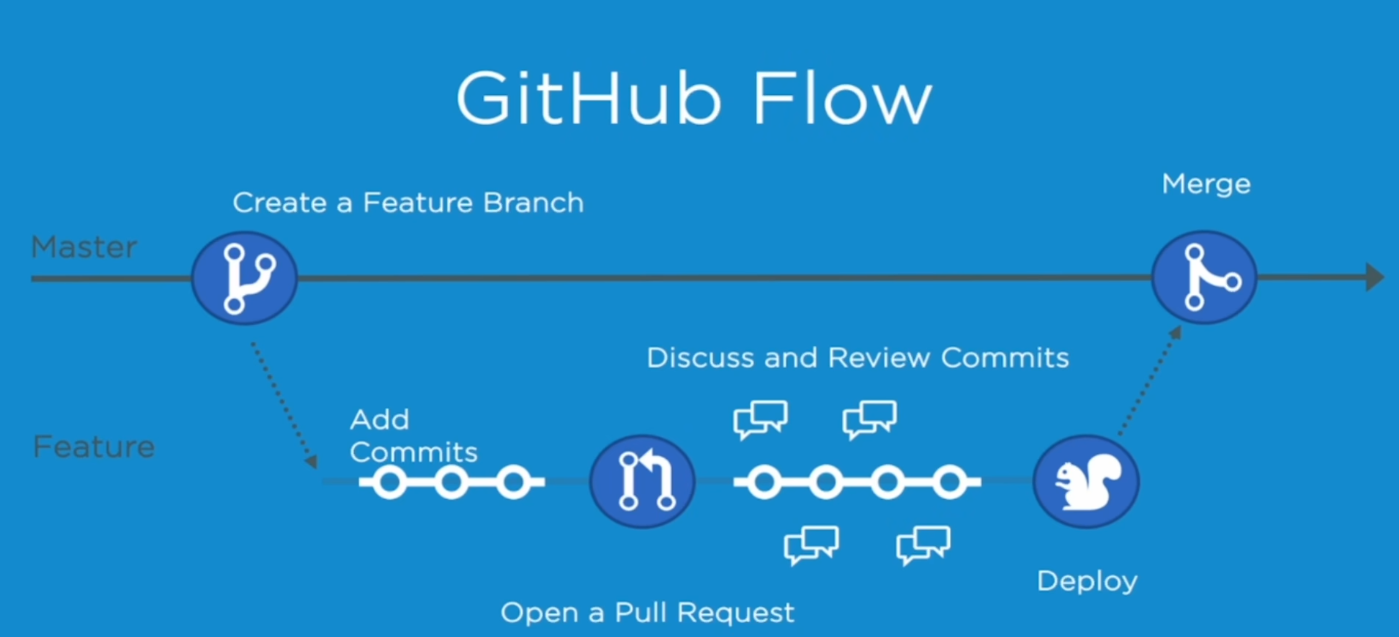 GitHub Flow
Create a Feature Branch
Merge
Master
Discuss and Review Commits
Add
Commits
Feature
Deploy
Open a Pull Request